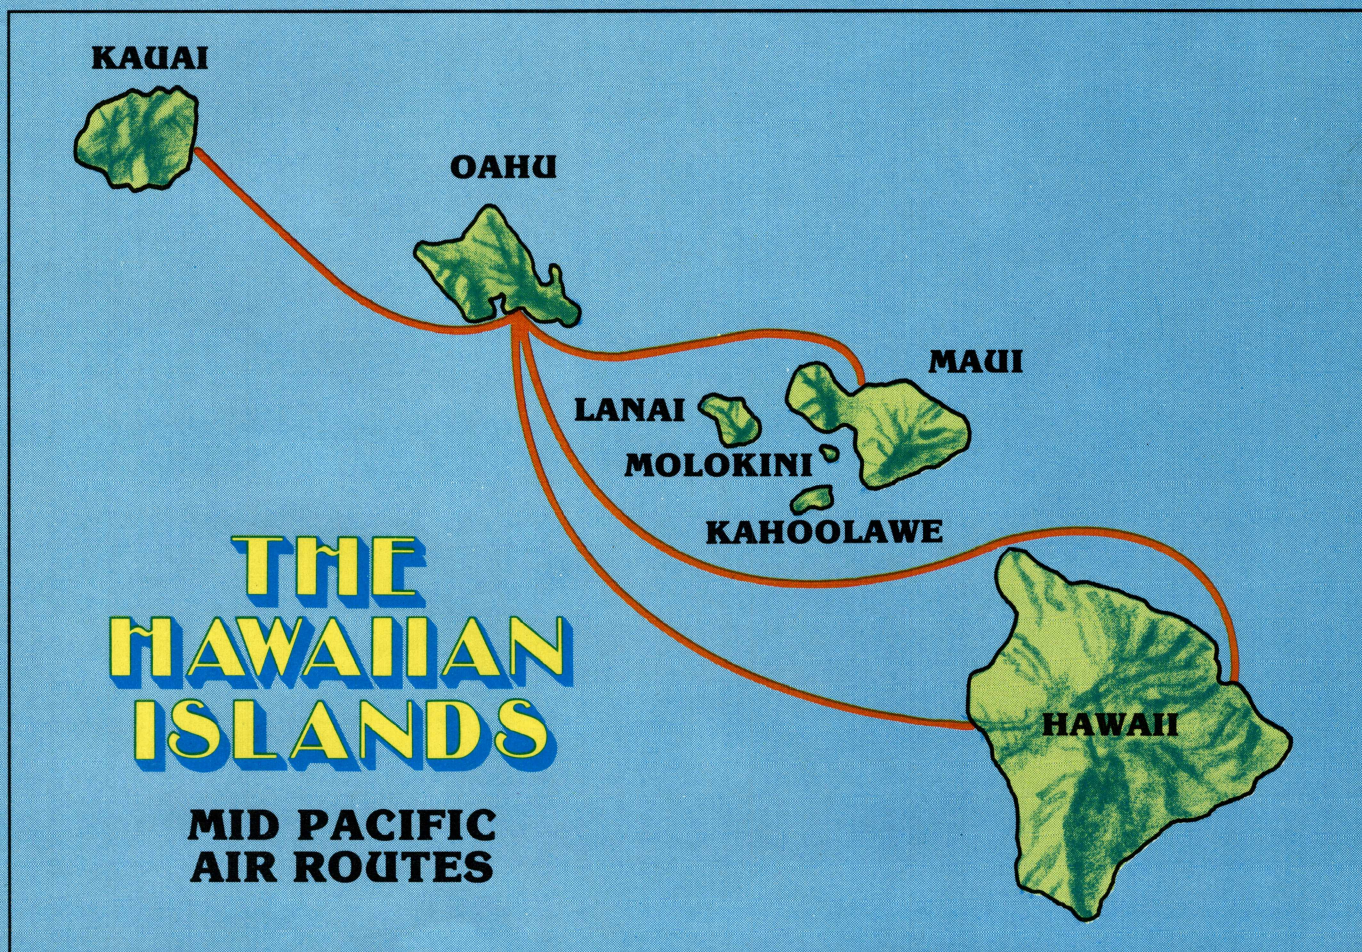 KAUAI
OAHU
MAUI
LANAI
MOLOKINI
KAHOOLAWE
HAWAII
THE
HAWAIIAN
ISLANDS
MID PACIFIC
AIR ROUTES